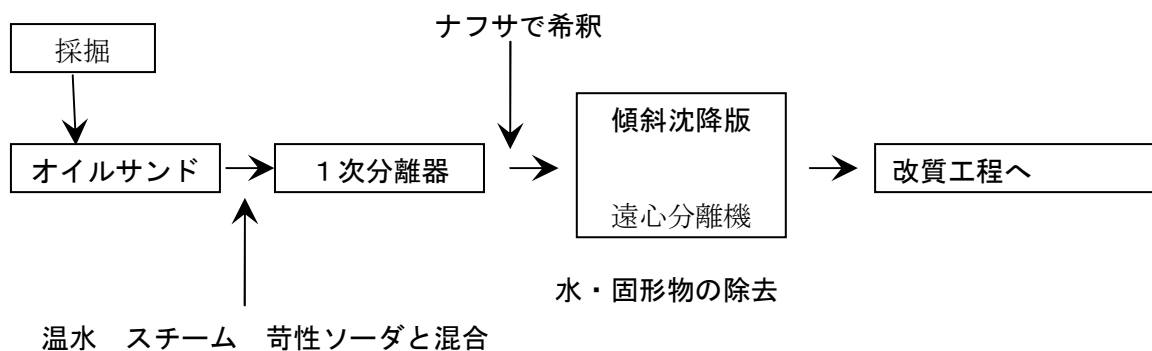 ナフサで希釈
採掘
オイルサンド
１次分離器
傾斜沈降版
遠心分離機
改質工程へ
水・固形物の除去
温水　スチーム　苛性ソーダと混合